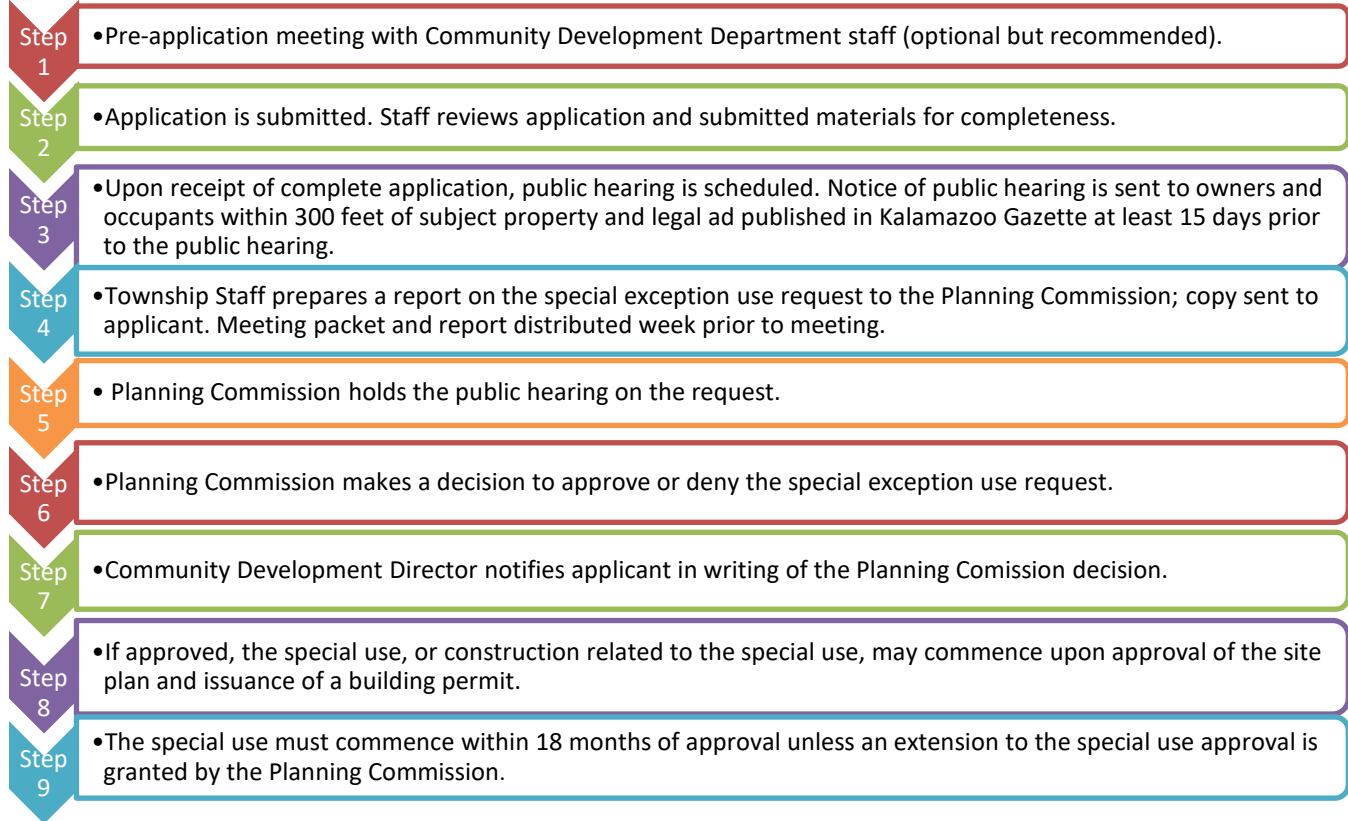 Step
1
•Pre-application meeting with Community Development Department staff (optional but recommended).
Step
2
•Application is submitted. Staff reviews application and submitted materials for completeness.
Step
3
•Upon receipt of complete application, public hearing is scheduled. Notice of public hearing is sent to owners and
occupants within 300 feet of subject property and legal ad published in Kalamazoo Gazette at least 15 days prior
to the public hearing.
Step
4
•Township Staff prepares a report on the special exception use request to the Planning Commission; copy sent to
applicant. Meeting packet and report distributed week prior to meeting.
Step
5
• Planning Commission holds the public hearing on the request.
Step
6
•Planning Commission makes a decision to approve or deny the special exception use request.
Step
7
•Community Development Director notifies applicant in writing of the Planning Comission decision.
Step
8
•If approved, the special use, or construction related to the special use, may commence upon approval of the site
plan and issuance of a building permit.
Step
9
•The special use must commence within 18 months of approval unless an extension to the special use approval is
granted by the Planning Commission.